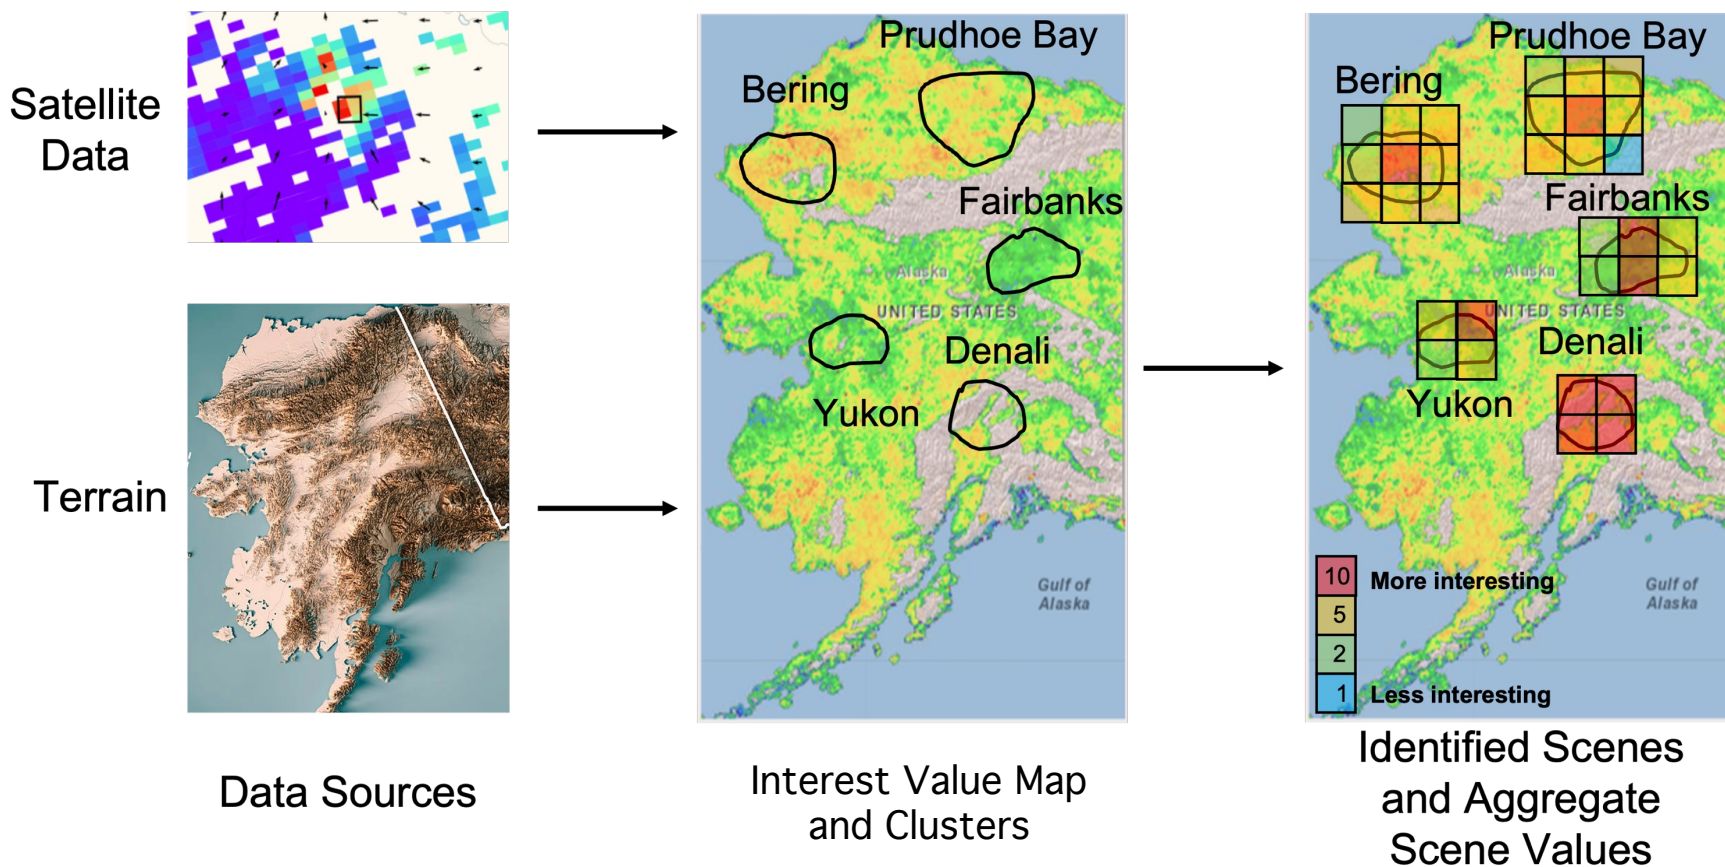 Satellite
Data
Terrain
Data Sources
Prudhoe Bay
Bering
Fairbanks
Alaska
UNITED STATES
Denali
Yukon
Gulf of
Alaska
Interest Value Map
and Clusters
Prudhoe Bay
Bering
Fairbanks
Alaska
UNITED STATES
Denali
Yukon
10 More interesting
5
2
1 Less interesting
Gulf of
Alaska
Identified Scenes
and Aggregate
Scene Values